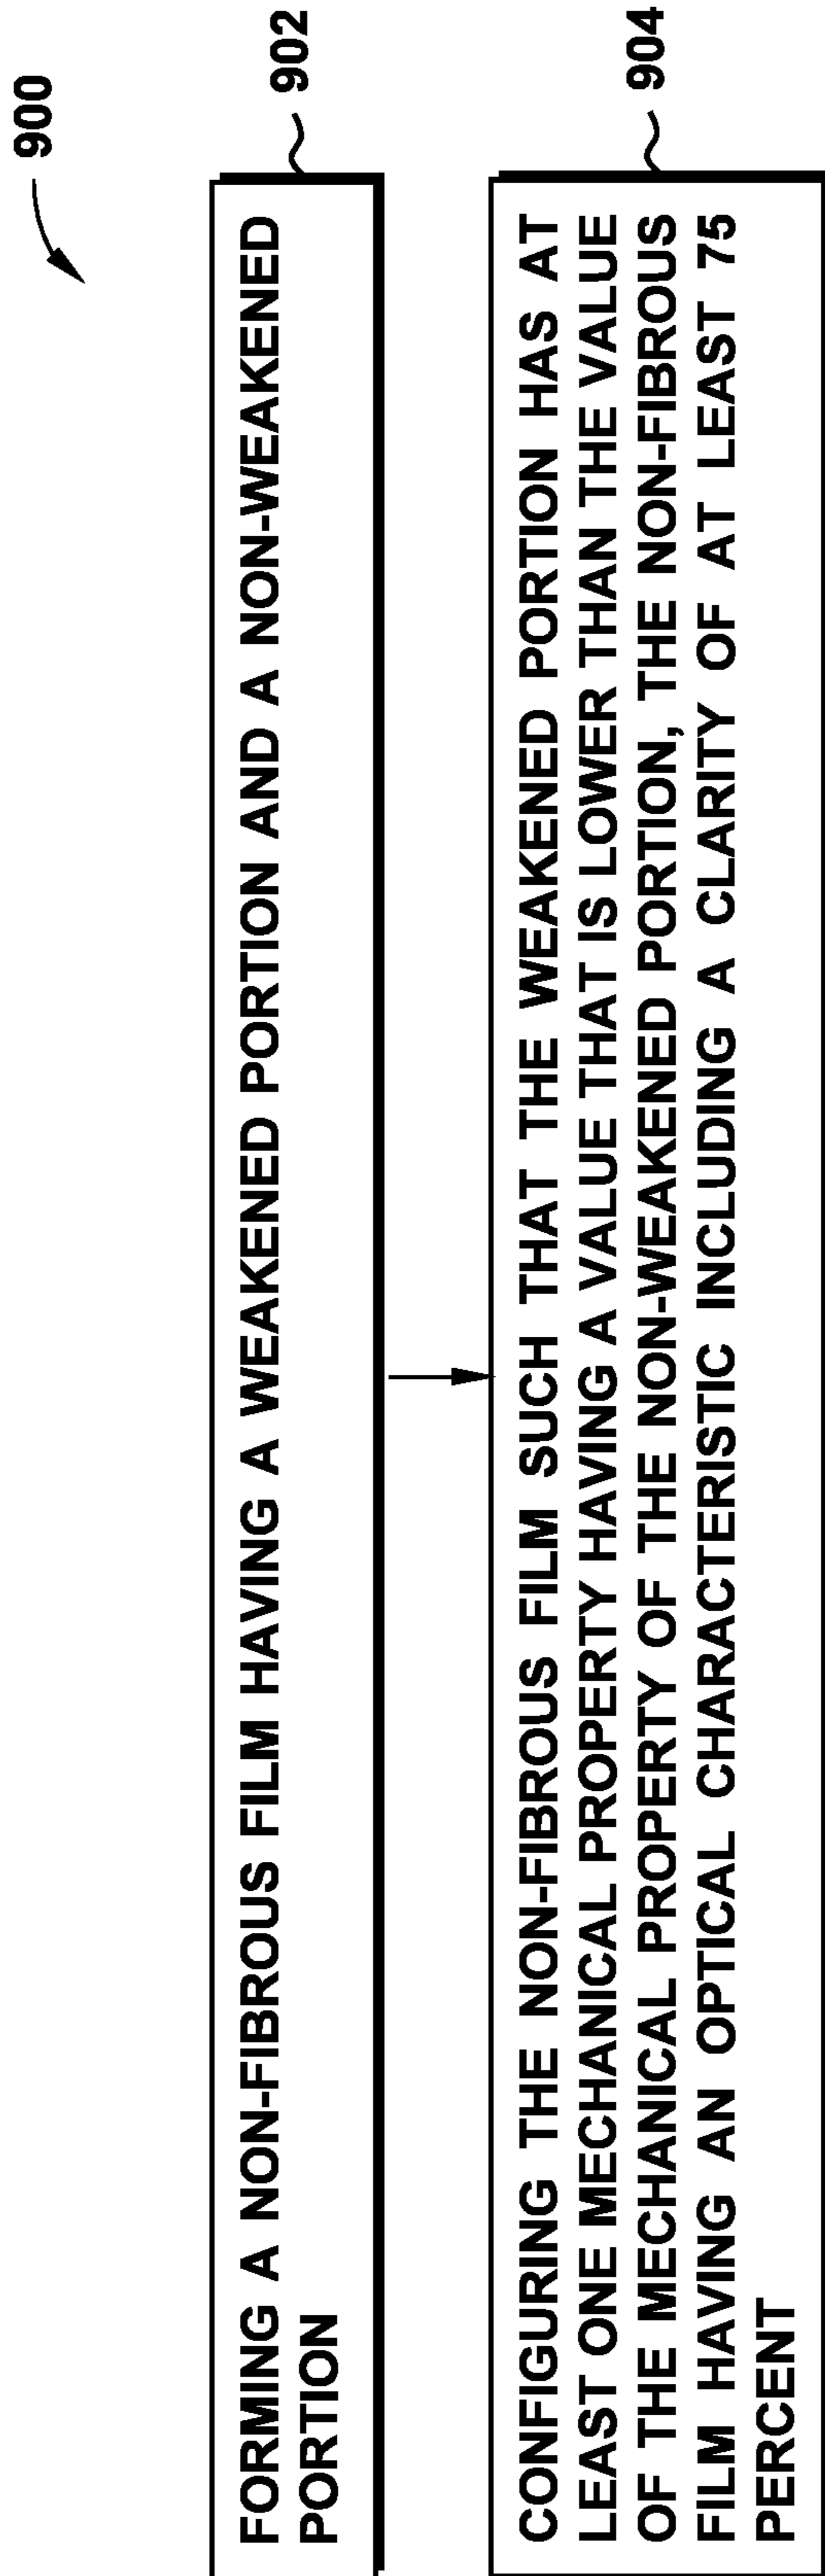 900
902
FORMING A NON-FIBROUS FILM HAVING A WEAKENED PORTION AND A NON-WEAKENED
PORTION
904
CONFIGURING THE NON-FIBROUS FILM SUCH THAT THE WEAKENED PORTION HAS AT
LEAST ONE MECHANICAL PROPERTY HAVING A VALUE THAT IS LOWER THAN THE VALUE
OF THE MECHANICAL PROPERTY OF THE NON-WEAKENED PORTION, THE NON-FIBROUS
FILM HAVING AN OPTICAL CHARACTERISTIC INCLUDING A CLARITY OF AT LEAST 75
PERCENT